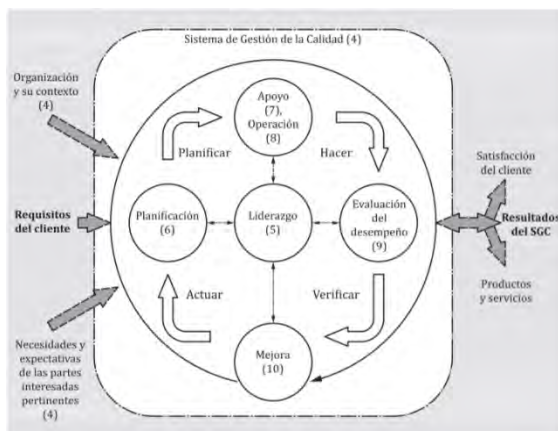 Sistema de Gestión de la Calidad (4)
Organización
y su contexto
(4)
Requisitos
del cliente
Necesidades y
expectativas
de las partes
interesadas
pertinentes
(4)
Planificar
Apoyo
(7),
Operación
(8)
Hacer
Planificación
(6)
Liderazgo
(5)
Evaluación
del
desempeño
(9)
Actuar
Verificar
Mejora
(10)
Satisfacción
del cliente
Resultados
del SGC
Productos
y servicios